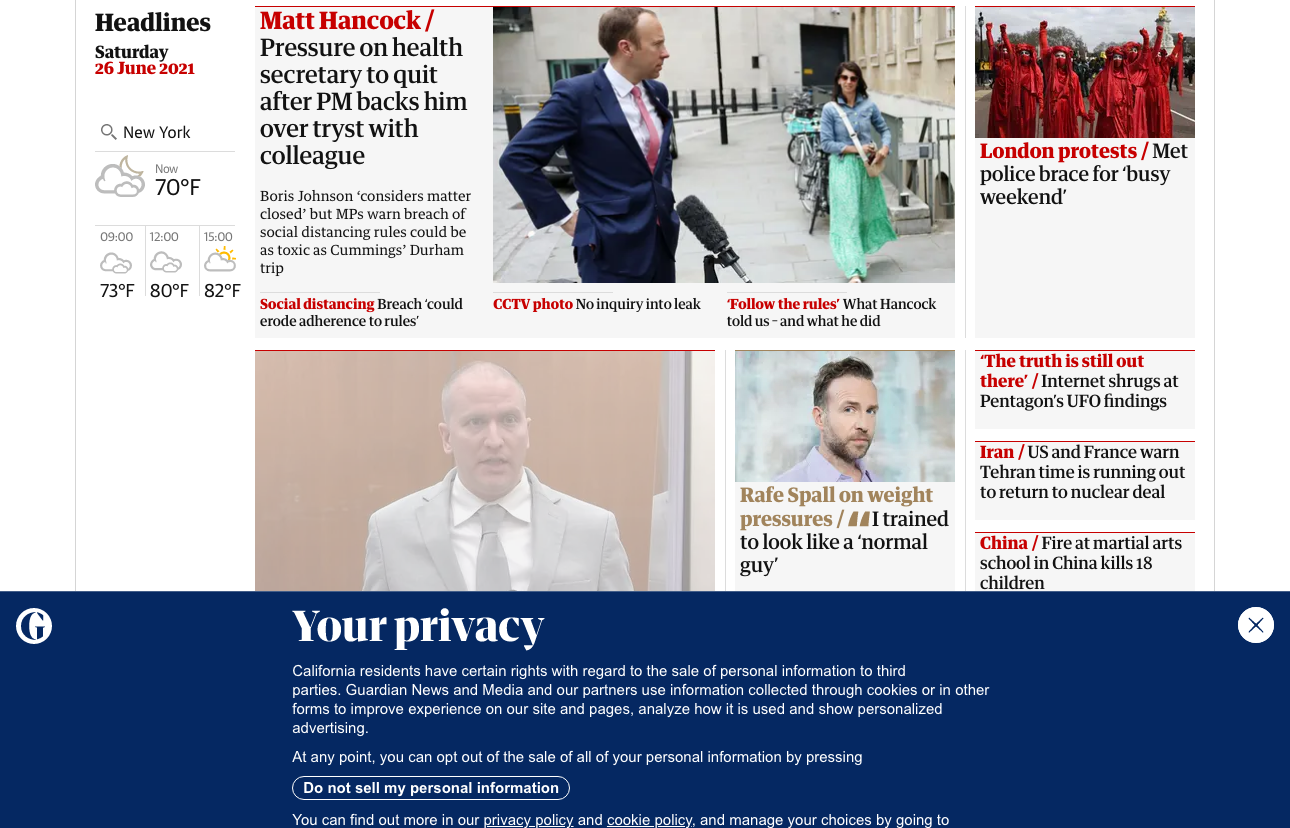 Headlines
Saturday
26 June 2021
New York
Now
70°F
09:00
73°F
12:00
80°F
15:00
82°F
Matt Hancock /
Pressure on health
secretary to quit
after PM backs him
over tryst with
colleague
Boris Johnson ‘considers matter
closed’ but MPs warn breach of
social distancing rules could be
as toxic as Cummings’ Durham
trip
Social distancing Breach ‘could
erode adherence to rules’
CCTV photo No inquiry into leak
‘Follow the rules’ What Hancock
told us – and what he did
London protests / Met
police brace for ‘busy
weekend’
Rafe Spall on weight
pressures / “I trained
to look like a ‘normal
guy’
‘The truth is still out
there’ / Internet shrugs at
Pentagon’s UFO findings
Iran / US and France warn
Tehran time is running out
to return to nuclear deal
China / Fire at martial arts
school in China kills 18
children
G
Your privacy
California residents have certain rights with regard to the sale of personal information to third
parties. Guardian News and Media and our partners use information collected through cookies or in other
forms to improve experience on our site and pages, analyze how it is used and show personalized
advertising.
At any point, you can opt out of the sale of all of your personal information by pressing
Do not sell my personal information
You can find out more in our privacy policy and cookie policy, and manage your choices by going to